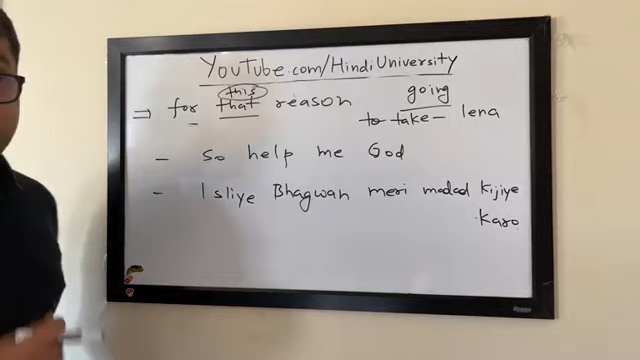 YouTube.com/HindiUniversity
this going
⇒ for that reason to take - lena
- so help me God
- Isliye Bhagwan meri madad Kijiye
Karo